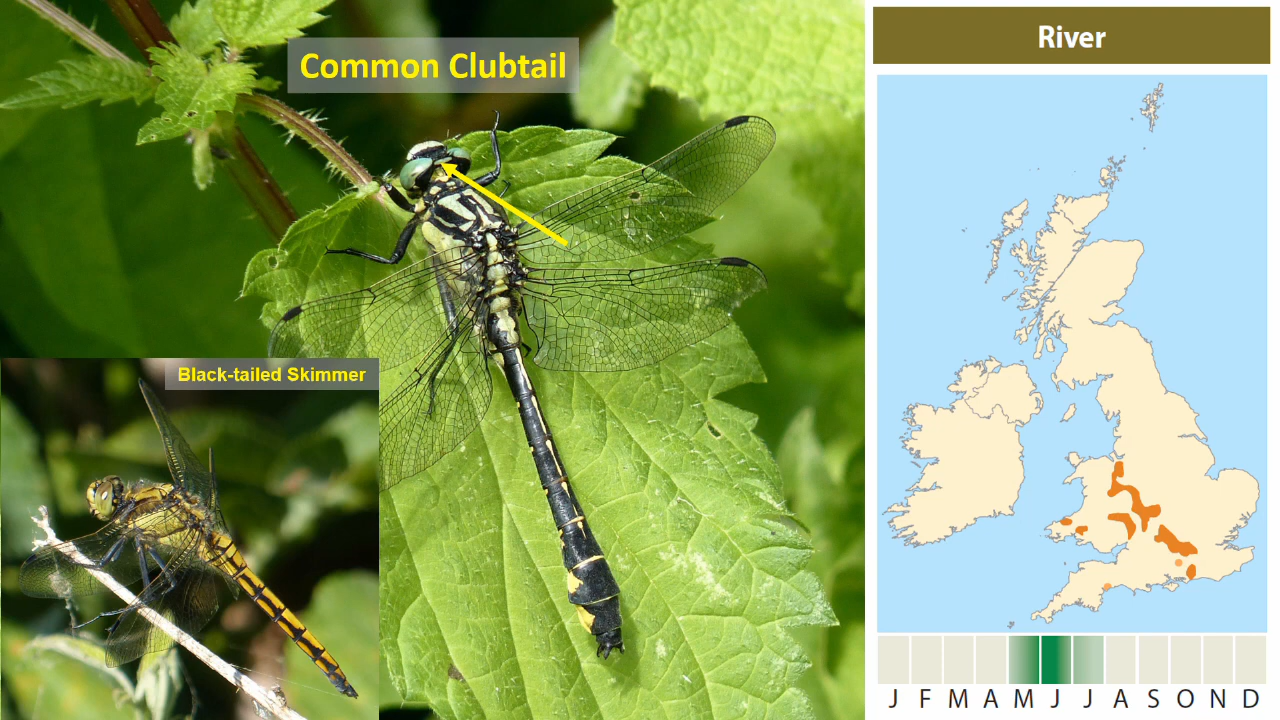 Common Clubtail
River
Black-tailed Skimmer
J F M A M J J A S O N D